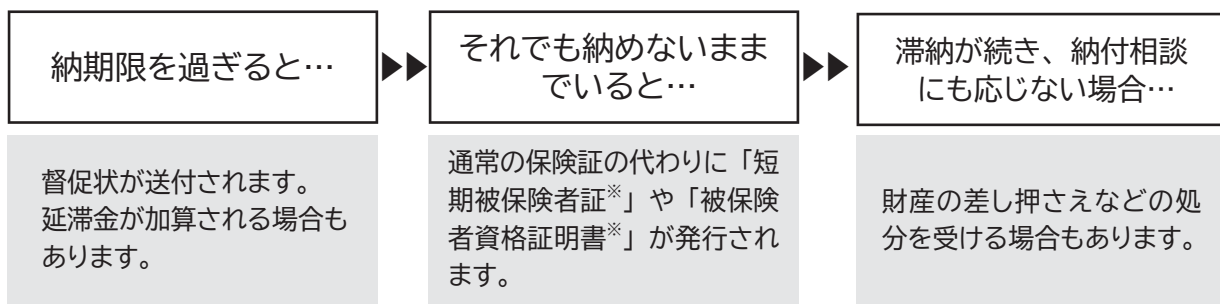 納期限を過ぎると…
▶▶
それでも納めないまま
でいると…
▶▶
滞納が続き、納付相談
にも応じない場合…
督促状が送付されます。
延滞金が加算される場合も
あります。
通常の保険証の代わりに「短
期被保険者証※」や「被保険
者資格証明書※」が発行され
ます。
財産の差し押さえなどの処
分を受ける場合もあります。